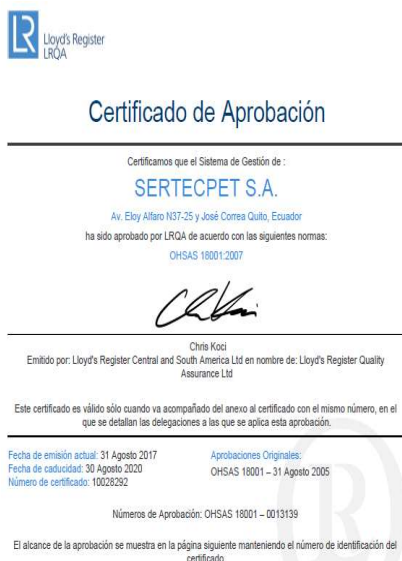 LR
Lloyd's Register
LRQA
Certificado de Aprobación
Certificamos que el Sistema de Gestión de :
SERTECPET S.A.
Av. Eloy Alfaro N37-25 y José Correa Quito, Ecuador
ha sido aprobado por LRQA de acuerdo con las siguientes normas:
OHSAS 18001:2007
Chris Koci
Emitido por: Lloyd's Register Central and South America Ltd en nombre de: Lloyd's Register Quality
Assurance Ltd
Este certificado es válido sólo cuando va acompañado del anexo al certificado con el mismo número, en el
que se detallan las delegaciones a las que se aplica esta aprobación.
Fecha de emisión actual: 31 Agosto 2017
Fecha de caducidad: 30 Agosto 2020
Número de certificado: 10028292
Aprobaciones Originales:
OHSAS 18001 – 31 Agosto 2005
Números de Aprobación: OHSAS 18001 – 0013139
El alcance de la aprobación se muestra en la página siguiente manteniendo el número de identificación del
certificado